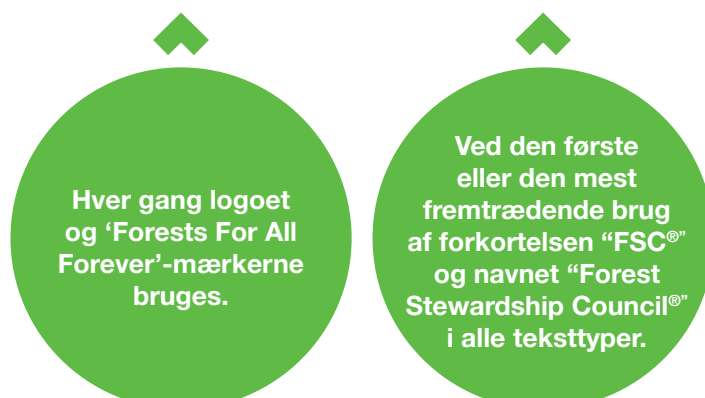 Hver gang logoet
og ‘Forests For All
Forever’-mærkerne
bruges.
Ved den første
eller den mest
fremtrædende brug
af forkortelsen “FSC®”
og navnet “Forest
Stewardship Council®”
i alle teksttyper.